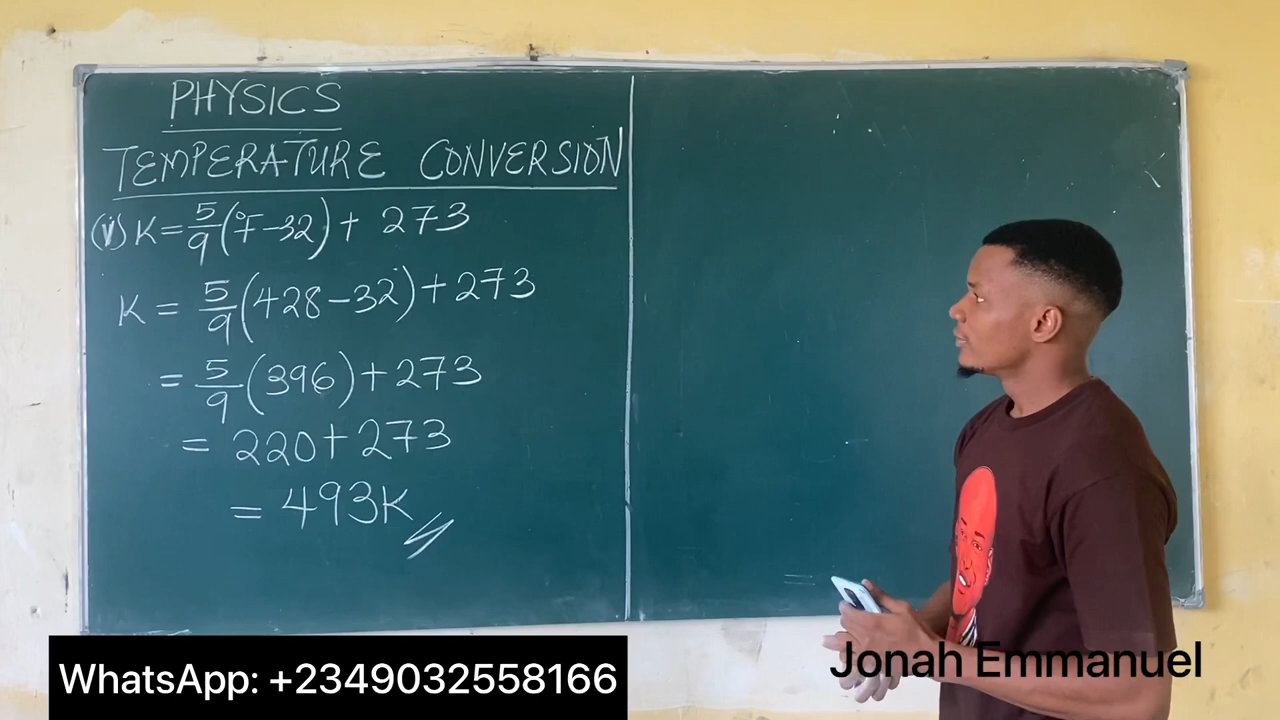 PHYSICS
TEMPERATURE CONVERSION
(V) K = 5/9 (°F - 32) + 273
K = 5/9 (428 - 32) + 273
= 5/9 (396) + 273
= 220 + 273
= 493K
WhatsApp: +2349032558166
Jonah Emmanuel